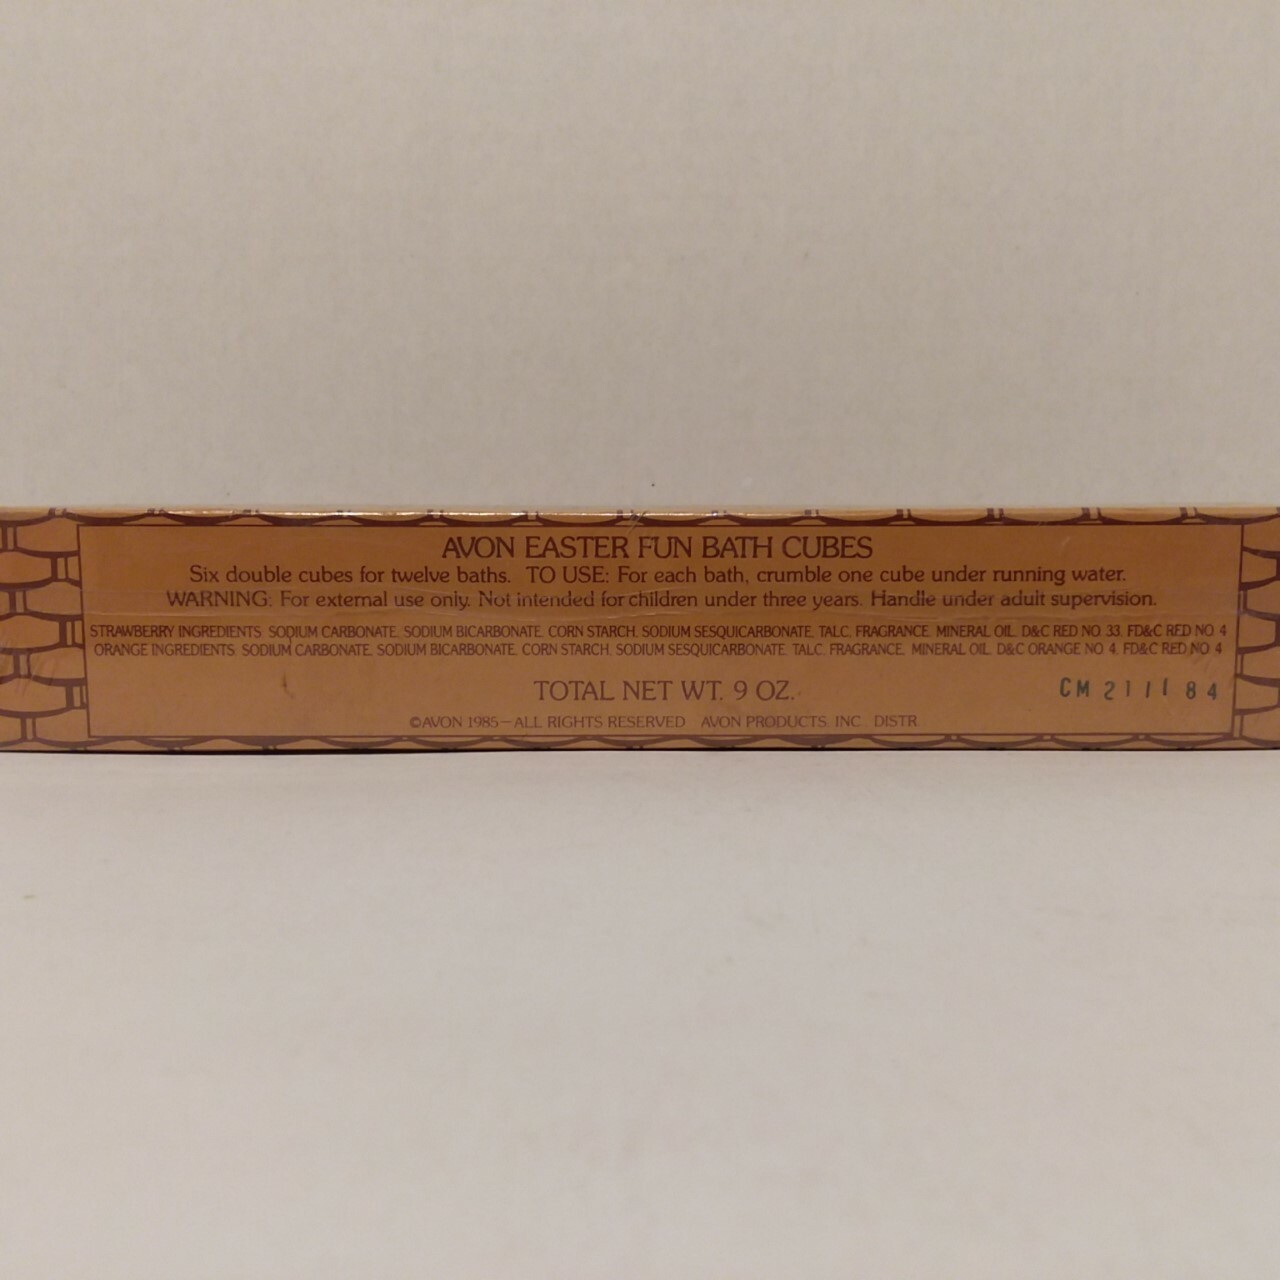 AVON EASTER FUN BATH CUBES
Six double cubes for twelve baths. TO USE: For each bath, crumble one cube under running water.
WARNING: For external use only. Not intended for children under three years. Handle under adult supervision.
STRAWBERRY INGREDIENTS: SODIUM CARBONATE, SODIUM BICARBONATE, CORN STARCH, SODIUM SESQUICARBONATE, TALC, FRAGRANCE, MINERAL OIL, D&C RED NO. 33, FD&C RED NO. 4
ORANGE INGREDIENTS: SODIUM CARBONATE, SODIUM BICARBONATE, CORN STARCH, SODIUM SESQUICARBONATE, TALC, FRAGRANCE, MINERAL OIL, D&C ORANGE NO. 4, FD&C RED NO. 4
TOTAL NET WT. 9 OZ.
CM 211184
©AVON 1985—ALL RIGHTS RESERVED AVON PRODUCTS, INC. DISTR.